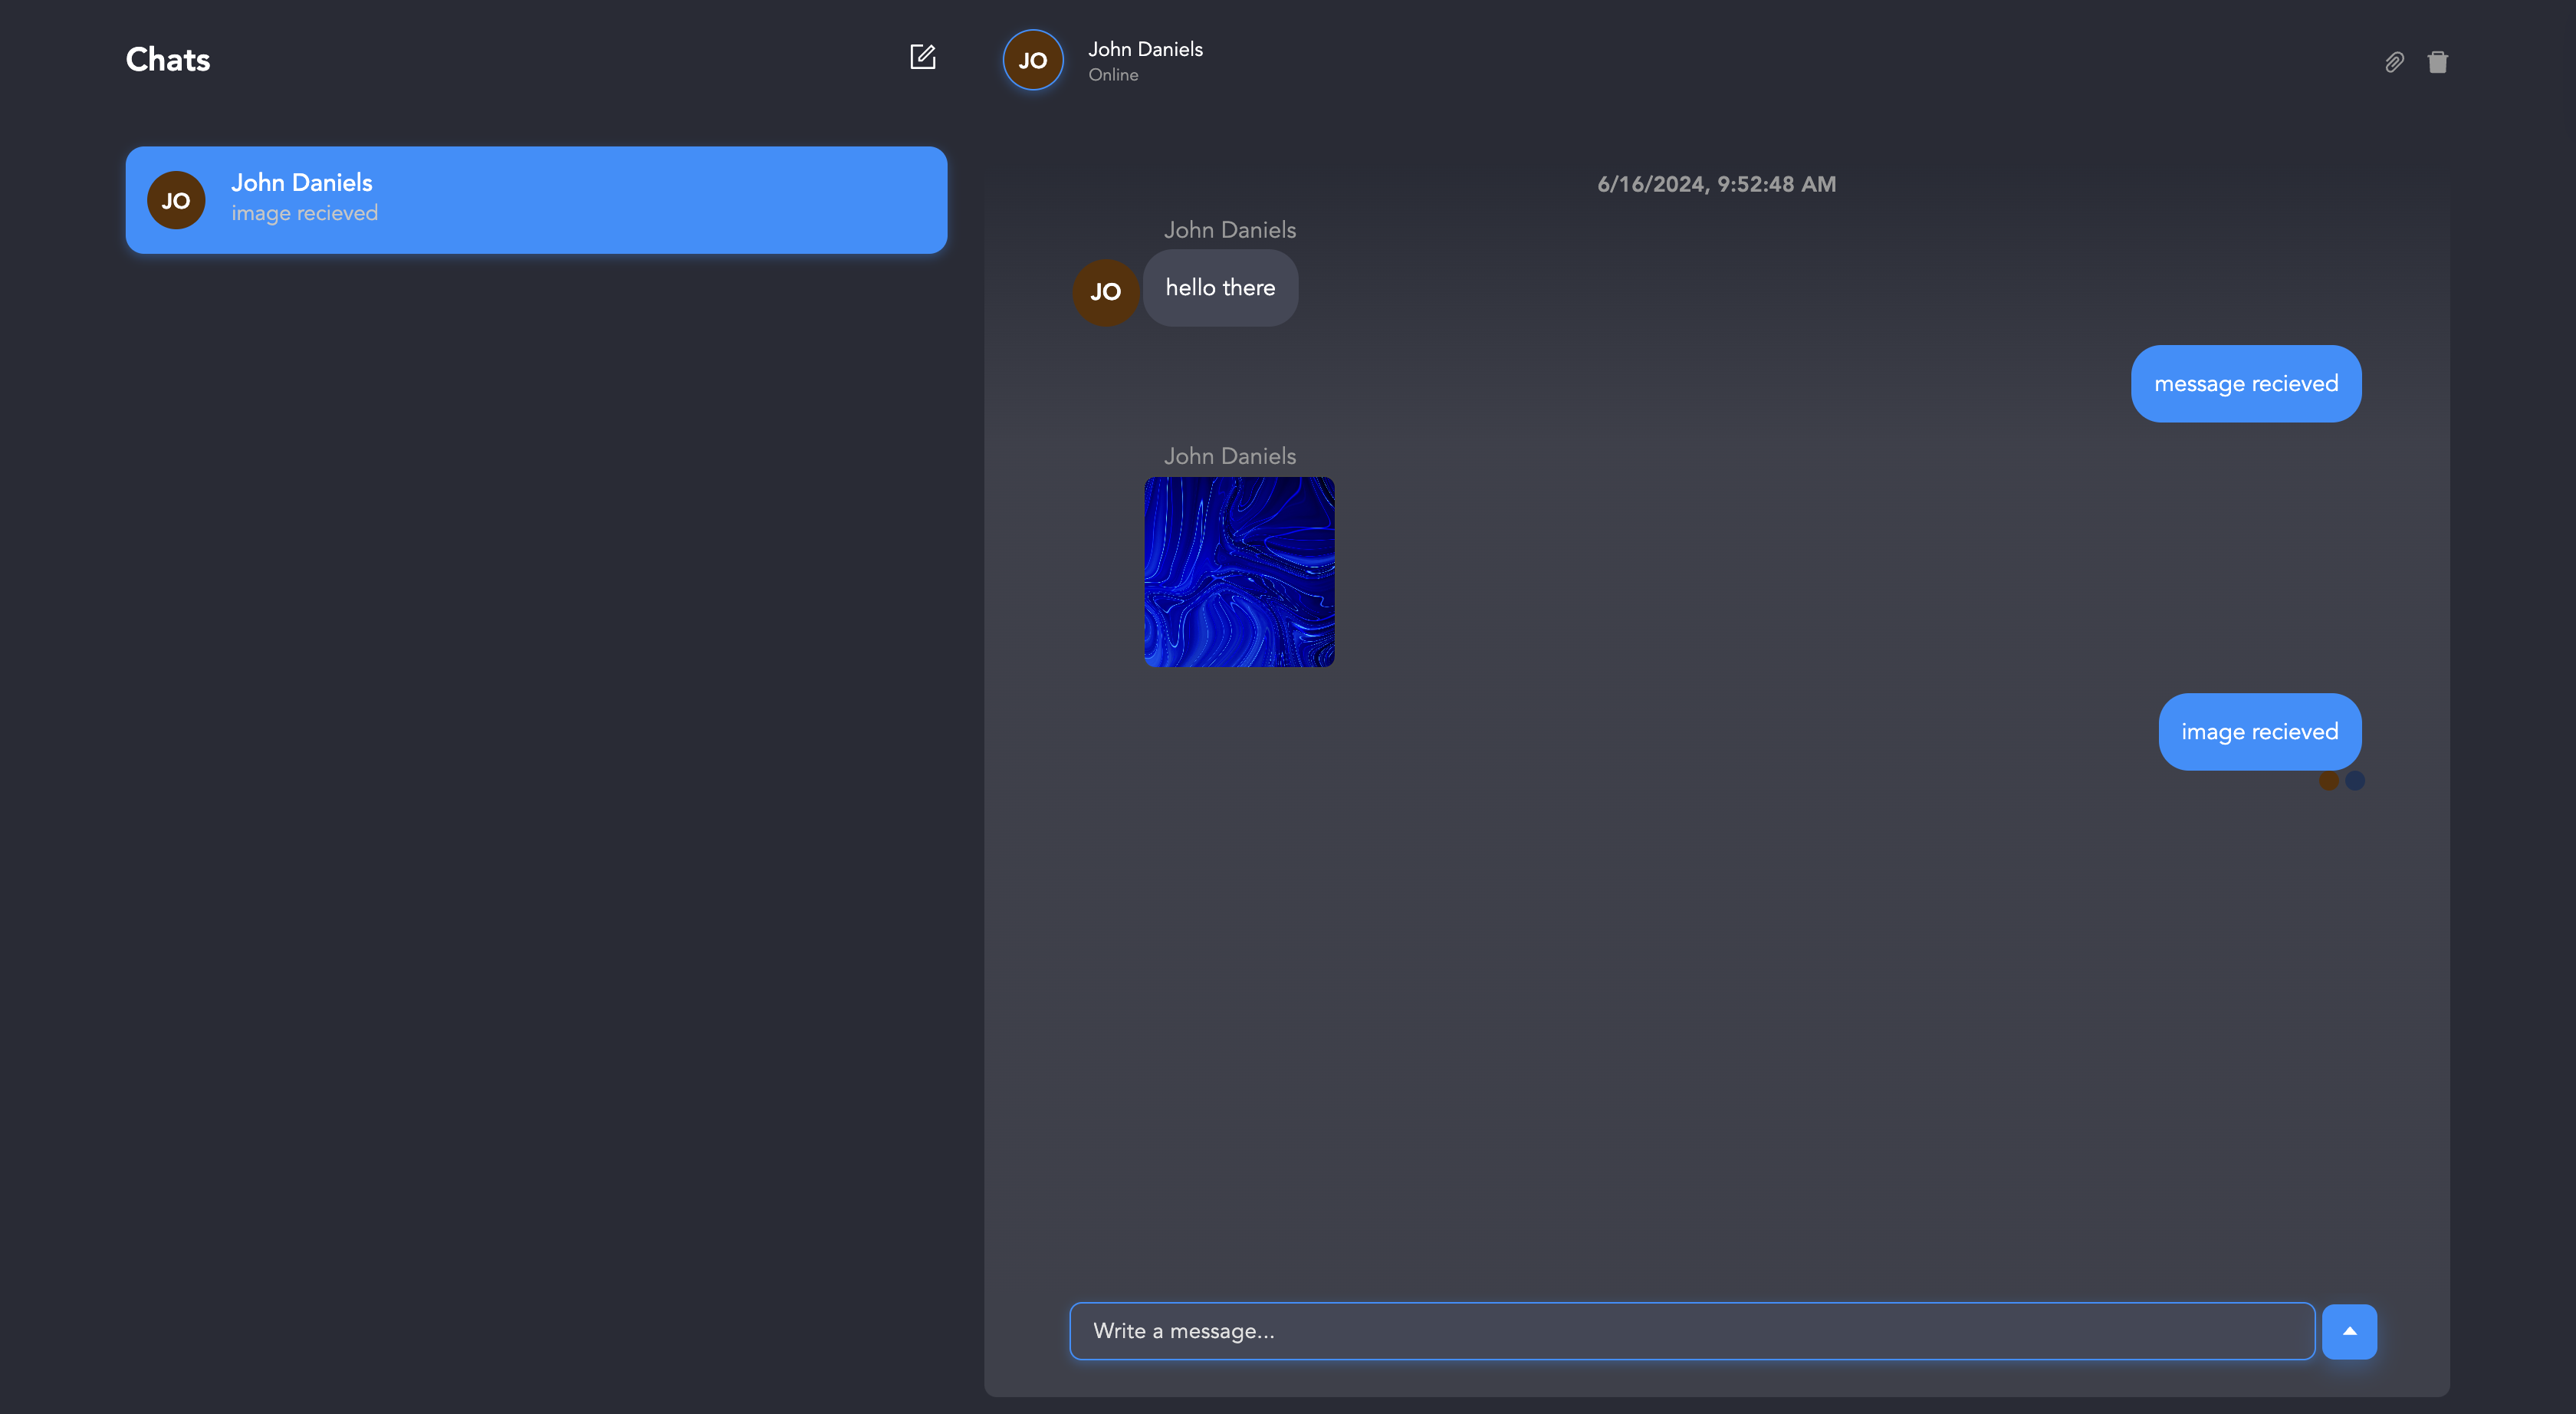 Chats
JO
John Daniels
image recieved
JO
John Daniels
Online
6/16/2024, 9:52:48 AM
John Daniels
JO
hello there
message recieved
John Daniels
image recieved
Write a message...